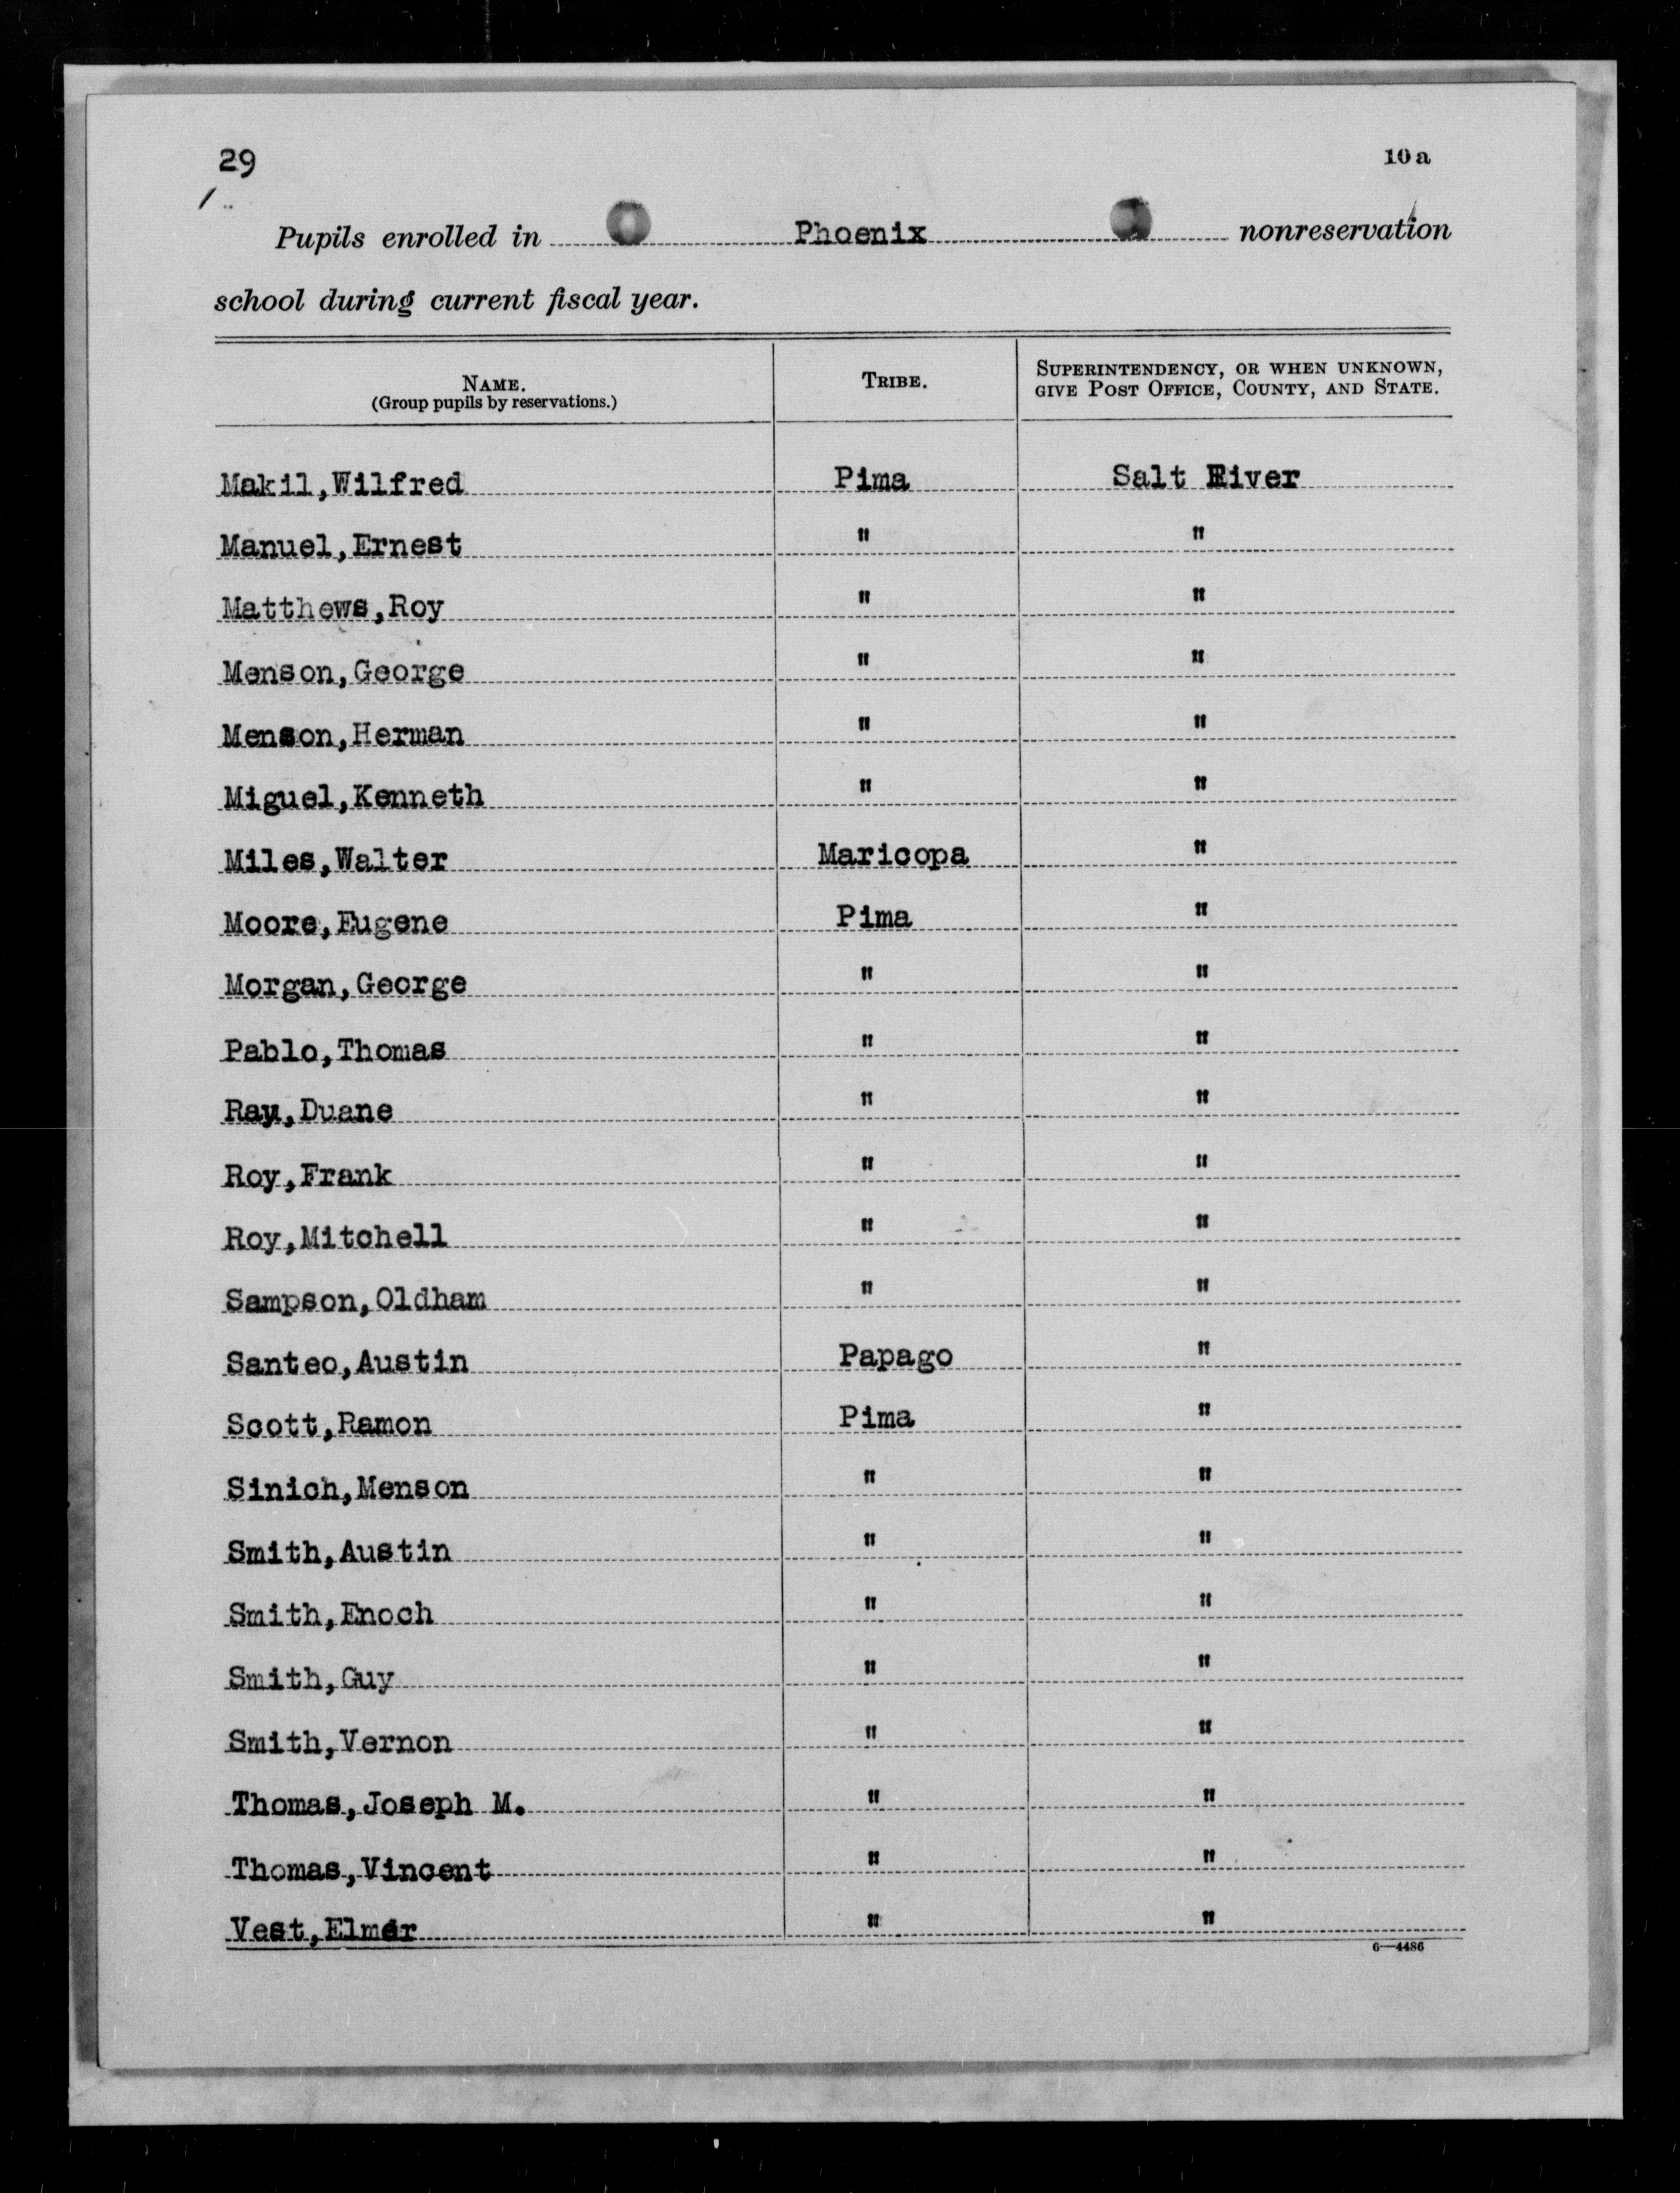 29
10 a
Pupils enrolled in Phoenix nonreservation
school during current fiscal year.
NAME.
(Group pupils by reservations.)
TRIBE.
SUPERINTENDENCY, OR WHEN UNKNOWN,
GIVE POST OFFICE, COUNTY, AND STATE.
Makil,Wilfred Pima Salt River
Manuel,Ernest " "
Matthews,Roy " "
Menson,George " "
Menson,Herman " "
Miguel,Kenneth " "
Miles,Walter Maricopa "
Moore,Eugene Pima "
Morgan,George " "
Pablo,Thomas " "
Ray,Duane " "
Roy,Frank " "
Roy,Mitchell " "
Sampson,Oldham " "
Santeo,Austin Papago "
Scott,Ramon Pima "
Sinich,Menson " "
Smith,Austin " "
Smith,Enoch " "
Smith,Guy " "
Smith,Vernon " "
Thomas,Joseph M. " "
Thomas,Vincent " "
Vest,Elmer " "
6—4486